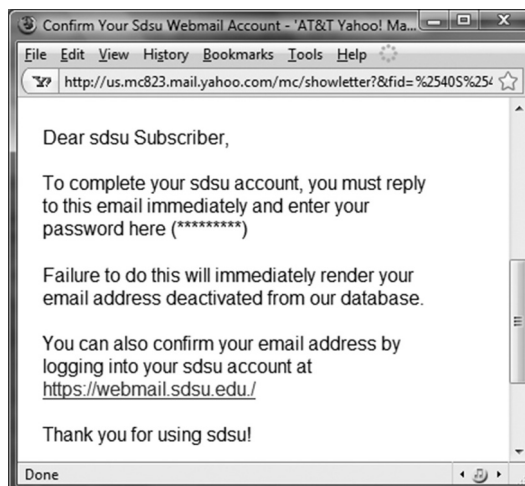 Confirm Your Sdsu Webmail Account - 'AT&T Yahoo! Ma...
File Edit View History Bookmarks Tools Help
Y? http://us.mc823.mail.yahoo.com/mc/showletter?&fid=%2540S%254
Dear sdsu Subscriber,
To complete your sdsu account, you must reply
to this email immediately and enter your
password here (*********)
Failure to do this will immediately render your
email address deactivated from our database.
You can also confirm your email address by
logging into your sdsu account at
https://webmail.sdsu.edu./
Thank you for using sdsu!
Done